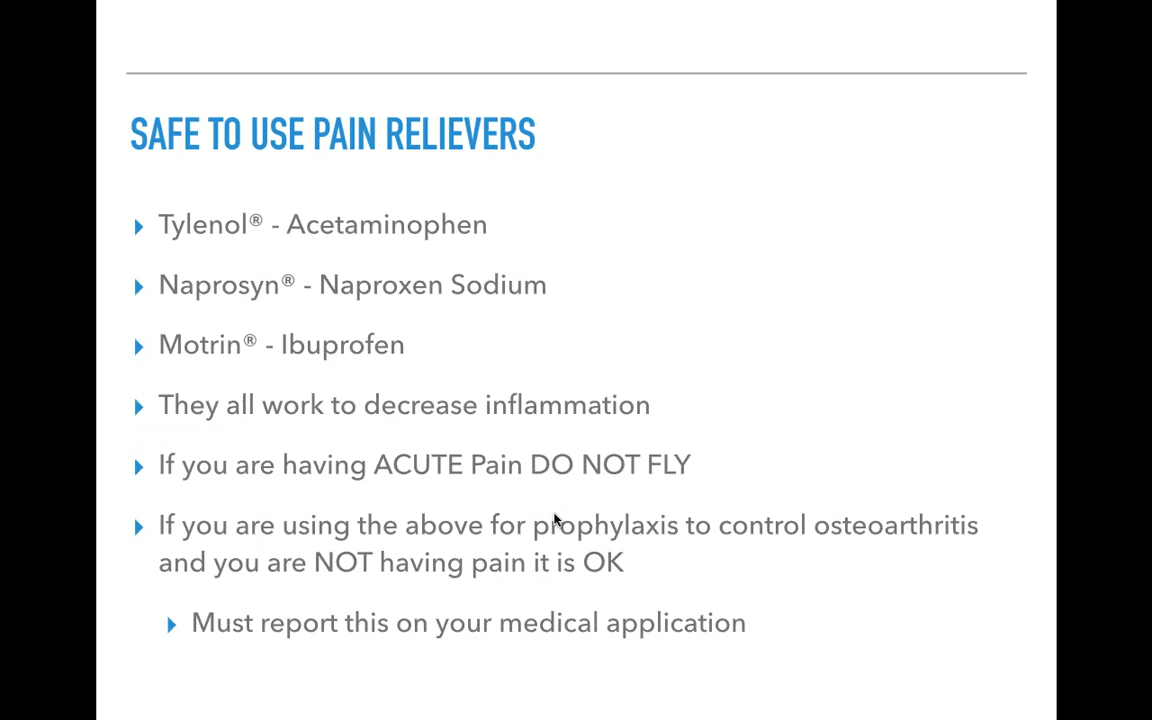 SAFE TO USE PAIN RELIEVERS
Tylenol® - Acetaminophen
Naprosyn® - Naproxen Sodium
Motrin® - Ibuprofen
They all work to decrease inflammation
If you are having ACUTE Pain DO NOT FLY
If you are using the above for prophylaxis to control osteoarthritis
and you are NOT having pain it is OK
Must report this on your medical application